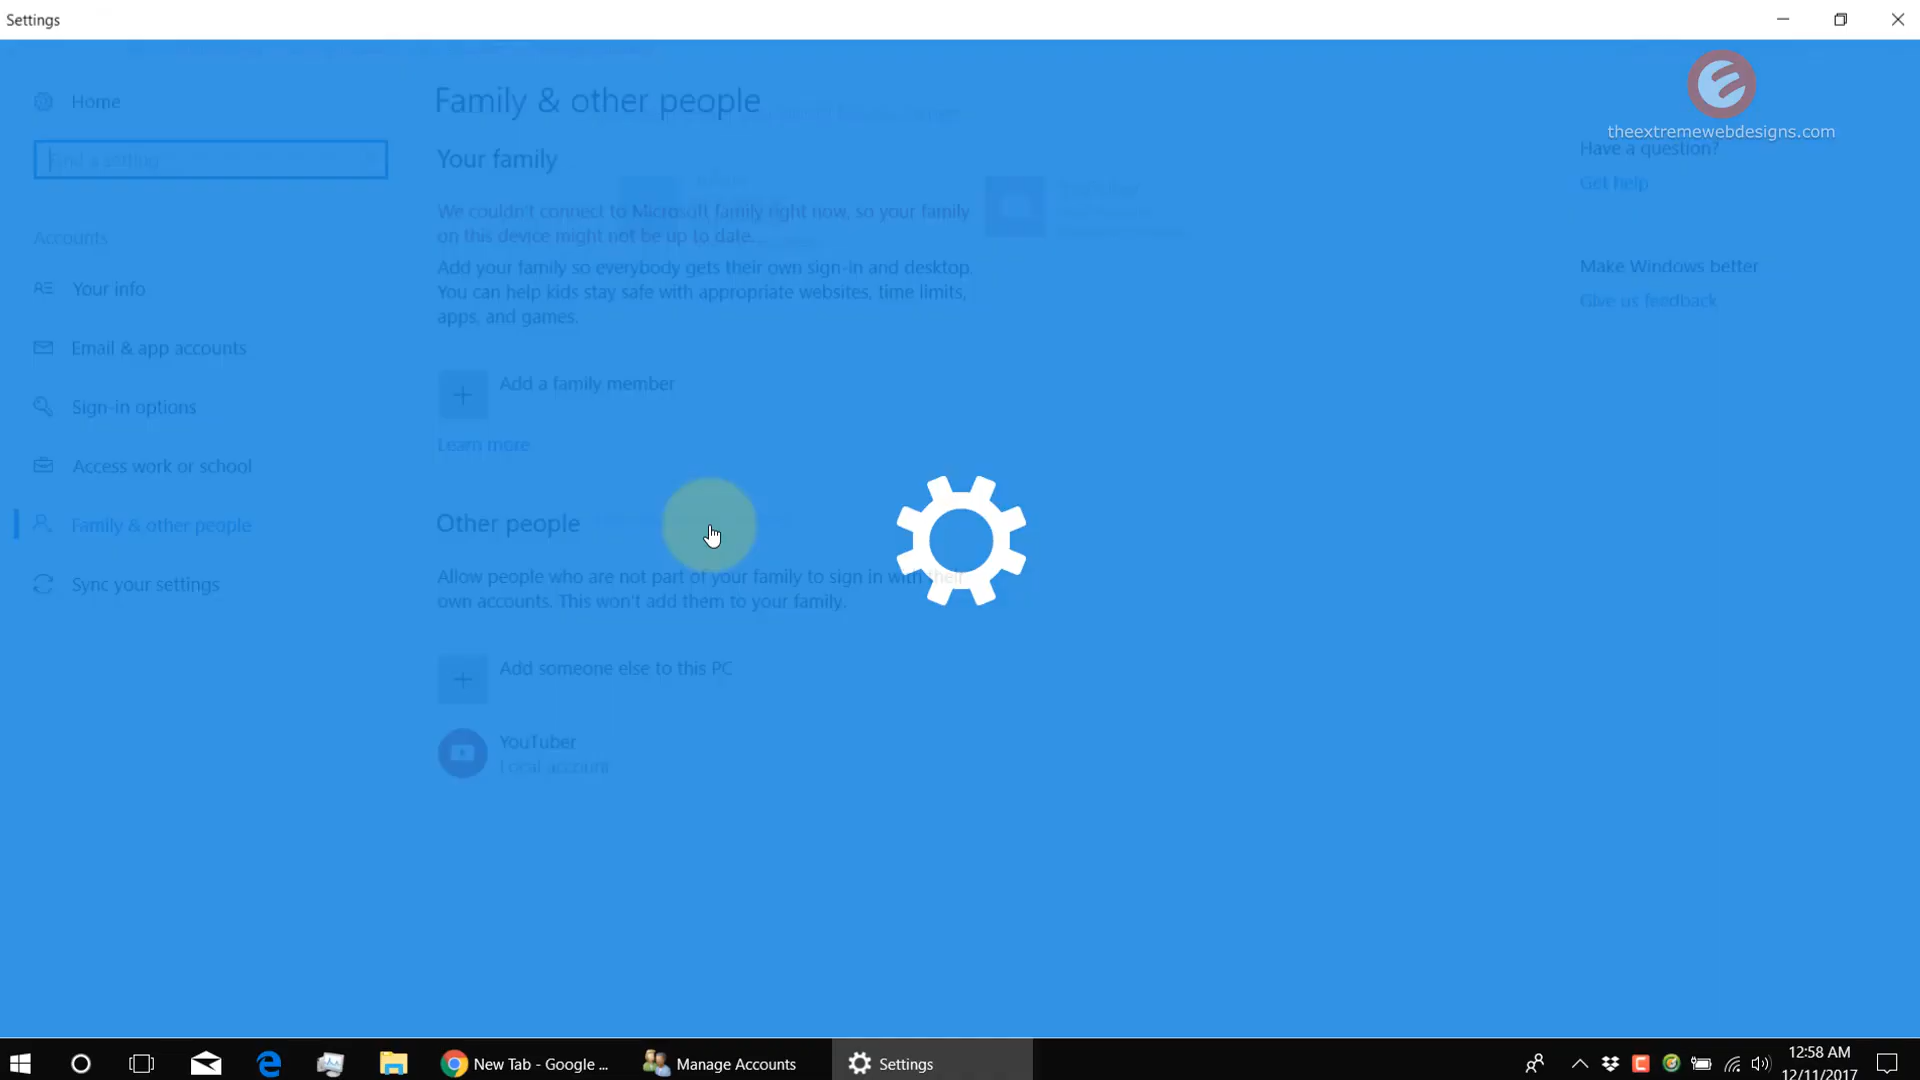 Settings
theextremewebdesigns.com
Home
Find a setting
Accounts
Your info
Email & app accounts
Sign-in options
Access work or school
Family & other people
Sync your settings
Family & other people
Your family
We couldn't connect to Microsoft family right now, so your family
on this device might not be up to date.
Add your family so everybody gets their own sign-in and desktop.
You can help kids stay safe with appropriate websites, time limits,
apps, and games.
Add a family member
Learn more
Other people
Allow people who are not part of your family to sign in with their
own accounts. This won't add them to your family.
Add someone else to this PC
YouTuber
Local account
Have a question?
Get help
Make Windows better
Give us feedback
New Tab - Google ...
Manage Accounts
Settings
12:58 AM
12/11/2017